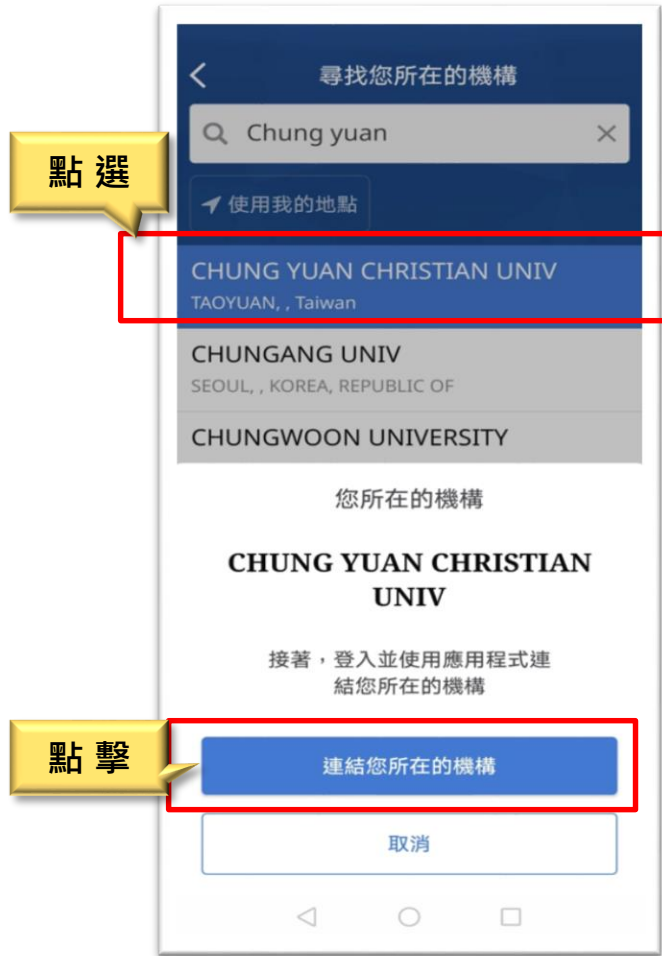 尋找您所在的機構
Chung yuan
點選
使用我的地點
CHUNG YUAN CHRISTIAN UNIV
TAOYUAN, , Taiwan
CHUNGANG UNIV
SEOUL, , KOREA, REPUBLIC OF
CHUNGWOON UNIVERSITY
您所在的機構
CHUNG YUAN CHRISTIAN
UNIV
接著，登入並使用應用程式連
結您所在的機構
點擊
連結您所在的機構
取消